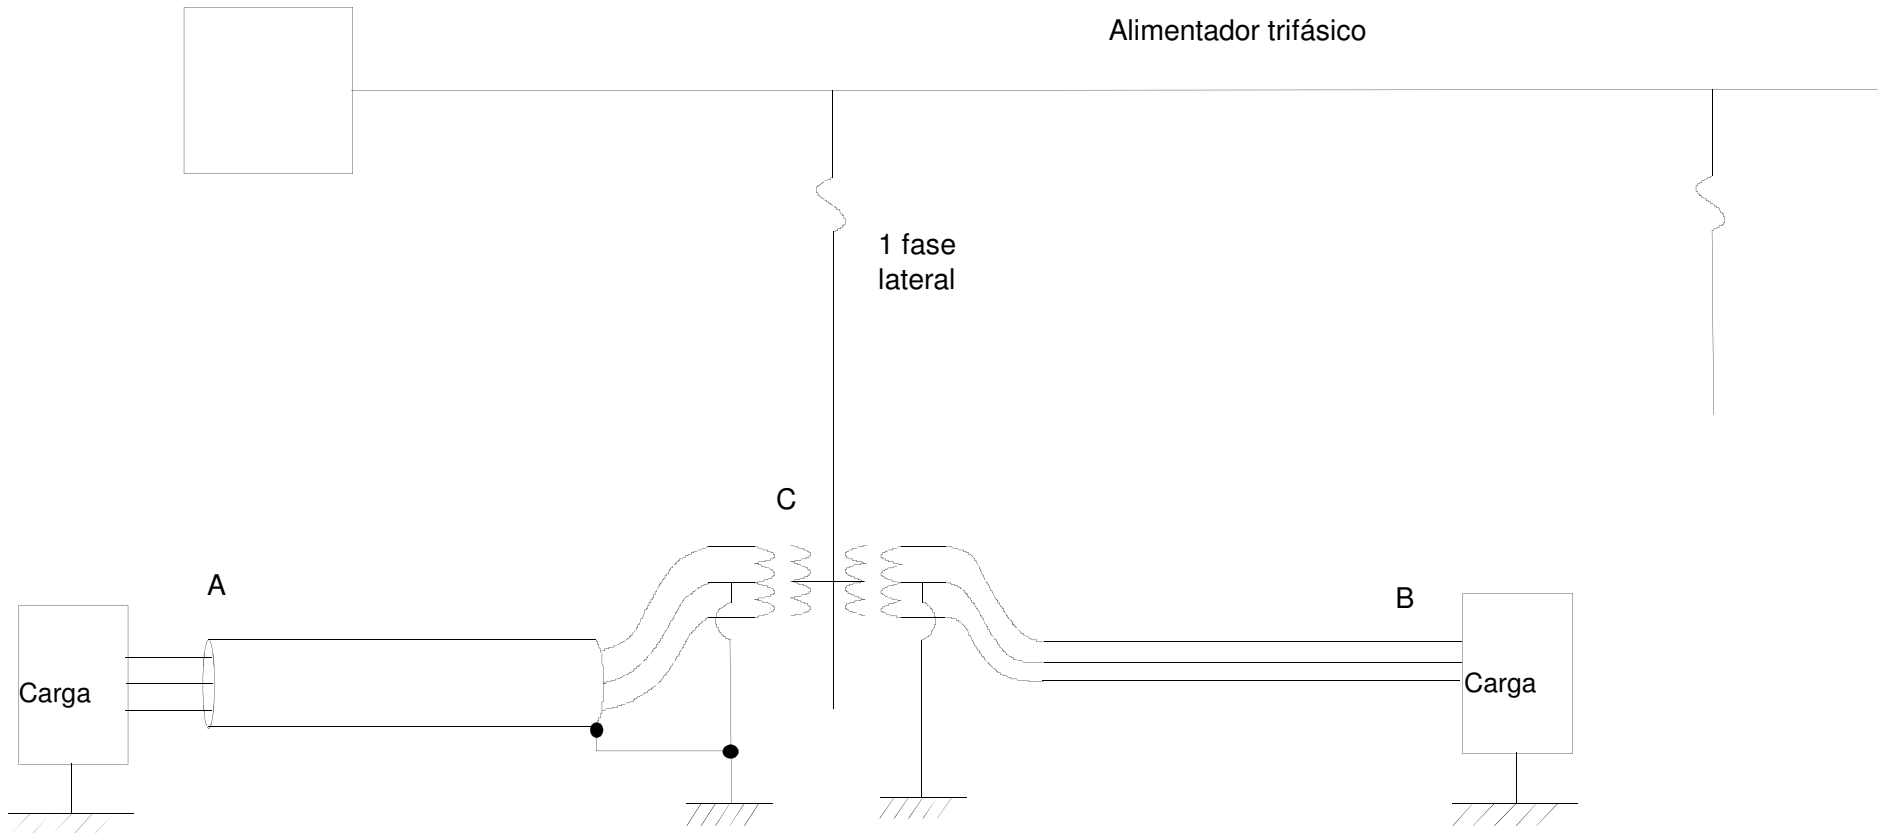 Alimentador trifásico
1 fase
lateral
C
A
B
Carga
Carga